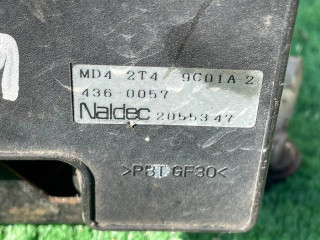 MD4 2T4 9C01A-2
436 0057
Naldec 2055347
>PBT GF30<